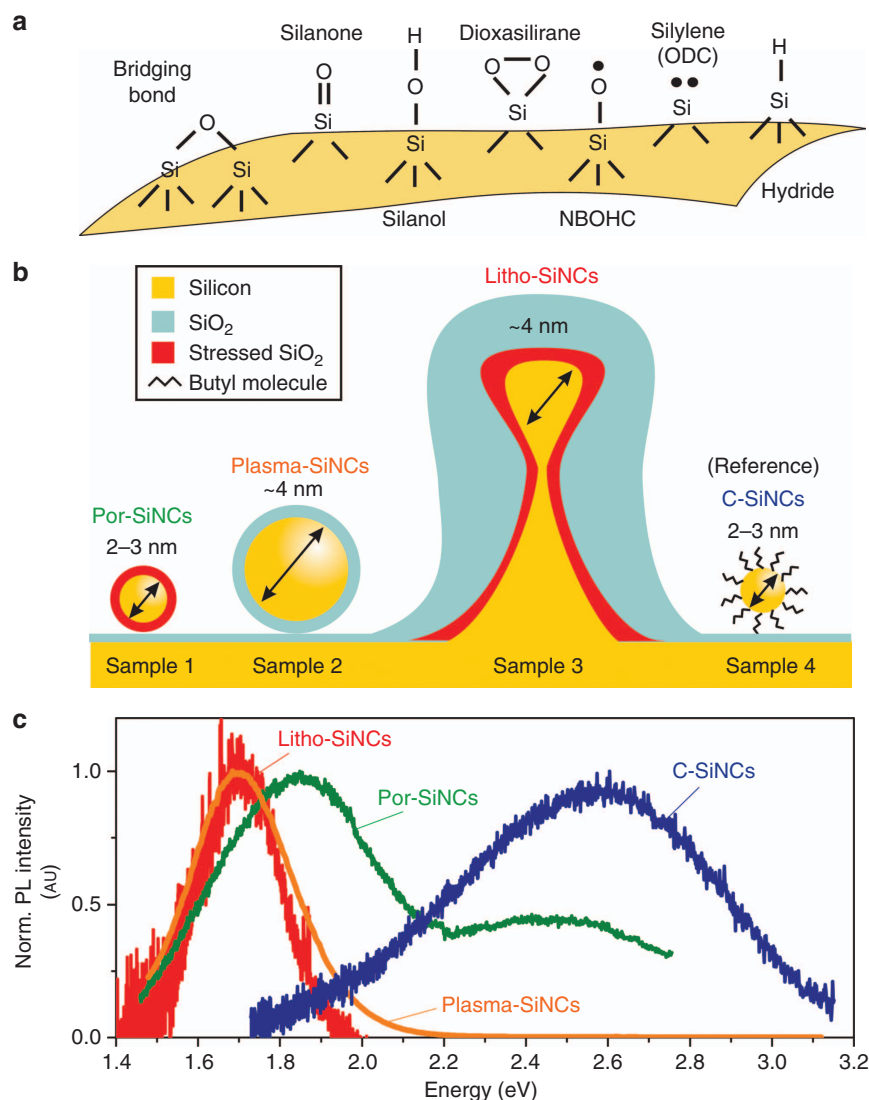 a
Bridging
bond
O
Si Si
Silanone
O
Si
H
O
Si
Silanol
Dioxasilirane
O O
Si
O
Si
NBOHC
Silylene
(ODC)
Si
H
Si
Hydride
b
Silicon
SiO2
Stressed SiO2
Butyl molecule
Litho-SiNCs
~4 nm
Plasma-SiNCs
~4 nm
Por-SiNCs
2–3 nm
(Reference)
C-SiNCs
2–3 nm
Sample 1 Sample 2 Sample 3 Sample 4
c
Litho-SiNCs
Por-SiNCs
C-SiNCs
Plasma-SiNCs
Norm. PL intensity
(AU)
1.0
0.5
0.0
1.4 1.6 1.8 2.0 2.2 2.4 2.6 2.8 3.0 3.2
Energy (eV)